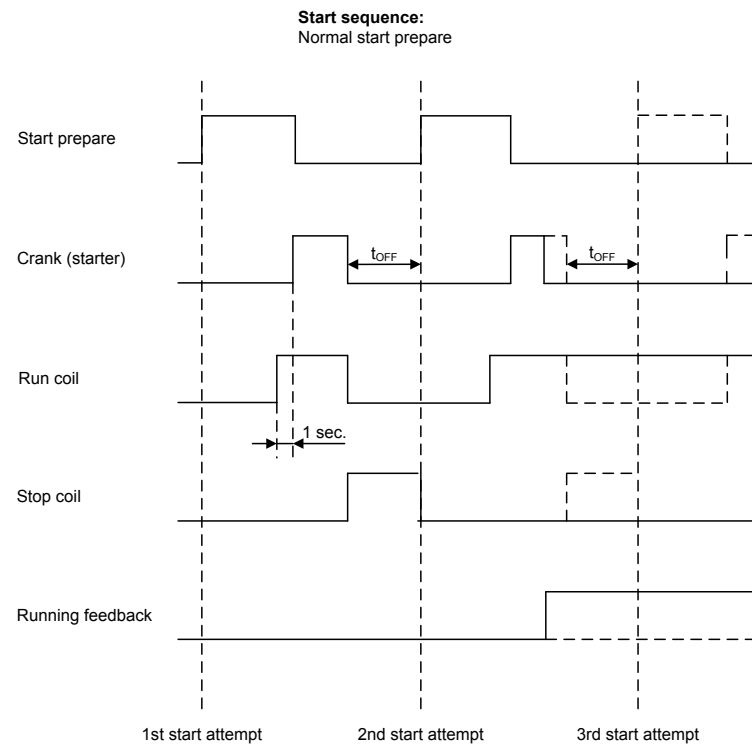 Start sequence:
Normal start prepare
Start prepare
Crank (starter)
tOFF
tOFF
Run coil
1 sec.
Stop coil
Running feedback
1st start attempt
2nd start attempt
3rd start attempt